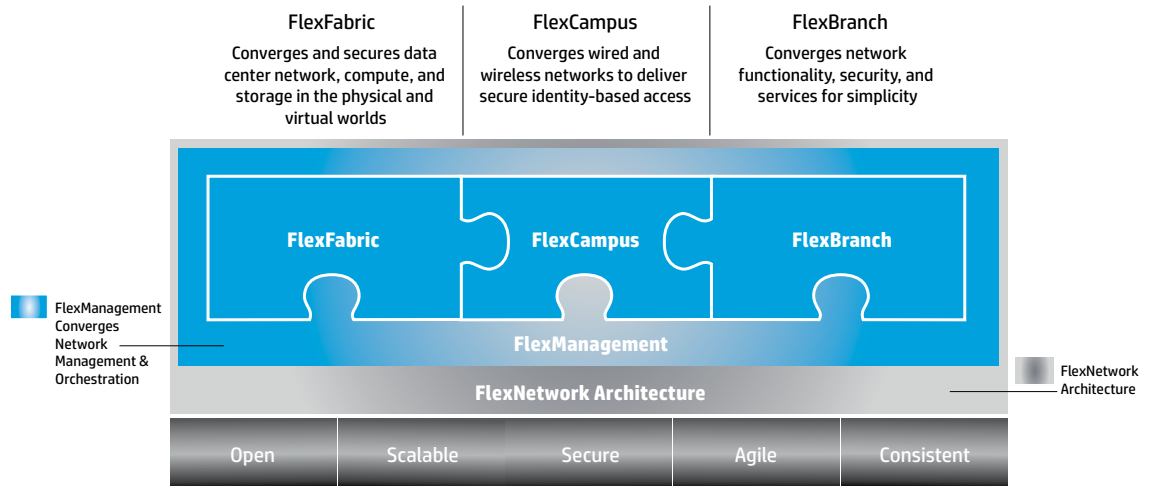 FlexFabric
Converges and secures data
center network, compute, and
storage in the physical and
virtual worlds
FlexCampus
Converges wired and
wireless networks to deliver
secure identity-based access
FlexBranch
Converges network
functionality, security, and
services for simplicity
FlexFabric
FlexCampus
FlexBranch
FlexManagement
Converges
Network
Management &
Orchestration
FlexManagement
FlexNetwork
Architecture
FlexNetwork Architecture
Open
Scalable
Secure
Agile
Consistent